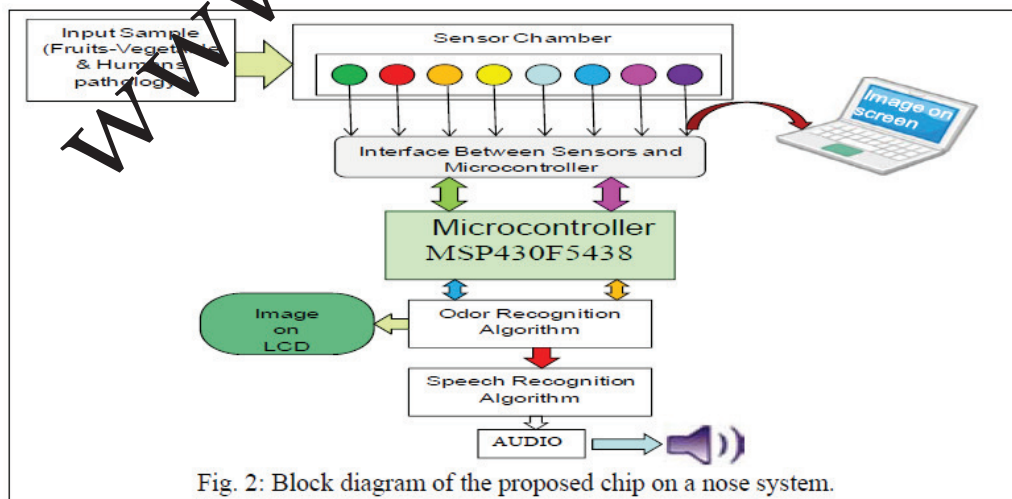 WWW
Input Sample
(Fruits-Vegetable
& Humans
pathology)
Sensor Chamber
Image on
screen
Interface Between Sensors and
Microcontroller
Microcontroller
MSP430F5438
Image
on
LCD
Odor Recognition
Algorithm
Speech Recognition
Algorithm
AUDIO
Fig. 2: Block diagram of the proposed chip on a nose system.